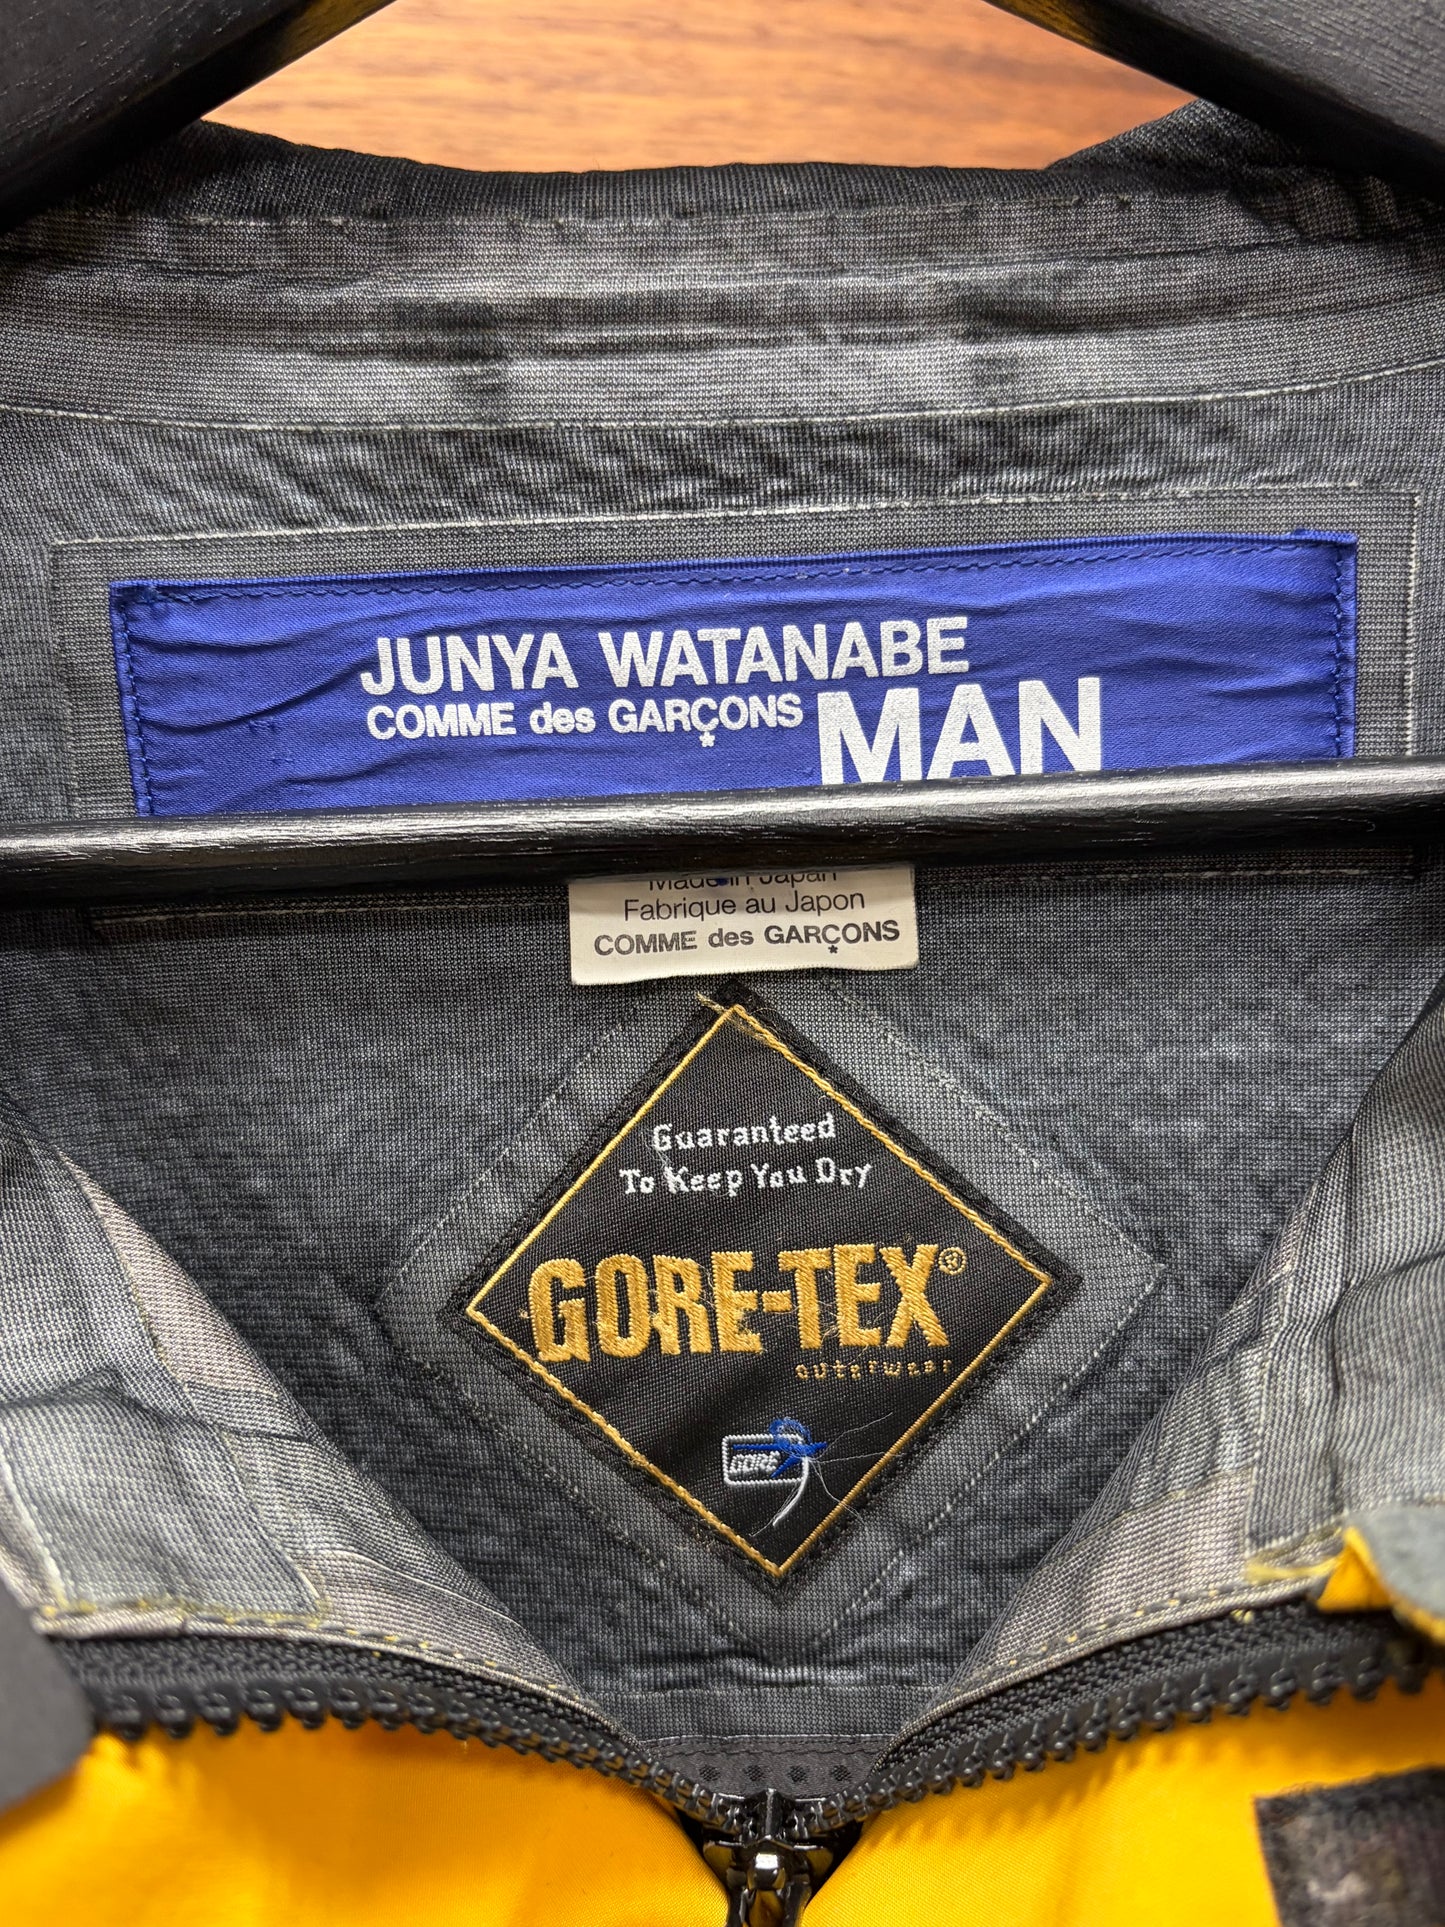 JUNYA WATANABE
COMME des GARÇONS MAN
Made in Japan
Fabrique au Japon
COMME des GARÇONS
Guaranteed
To Keep You Dry
GORE-TEX®
outerwear
GORE